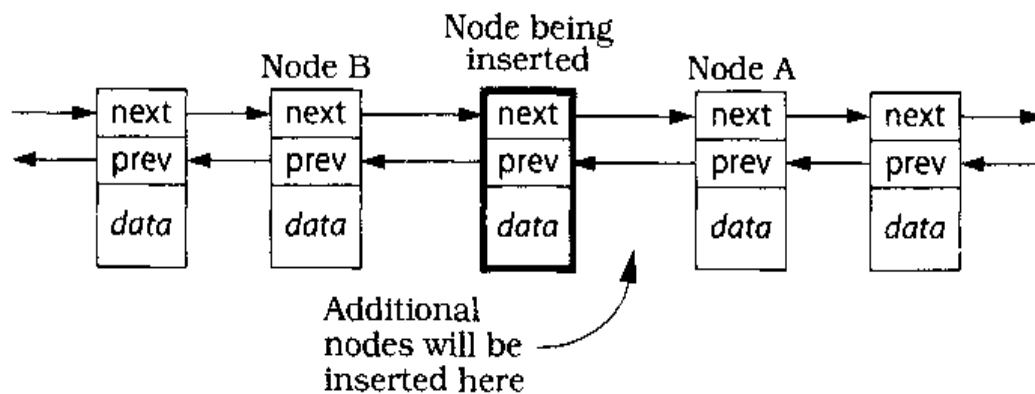 Node being
inserted
Node B
Node A
next next next next next
prev prev prev prev prev
data data data data data
Additional
nodes will be
inserted here